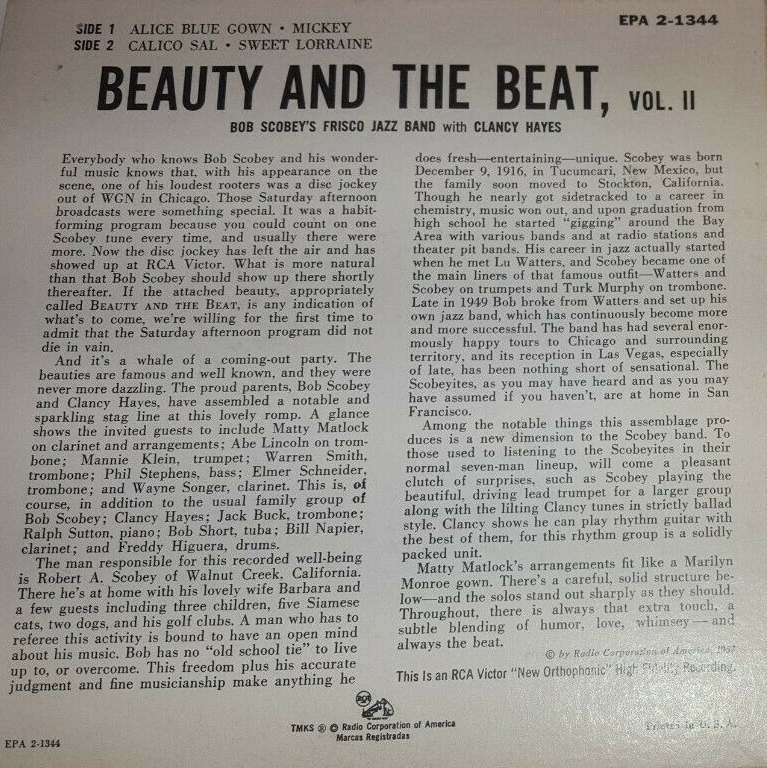 SIDE 1 ALICE BLUE GOWN • MICKEY
SIDE 2 CALICO SAL • SWEET LORRAINE
EPA 2-1344
BEAUTY AND THE BEAT, VOL. II
BOB SCOBEY'S FRISCO JAZZ BAND with CLANCY HAYES
Everybody who knows Bob Scobey and his wonder-
ful music knows that, with his appearance on the
scene, one of his loudest rooters was a disc jockey
out of WGN in Chicago. Those Saturday afternoon
broadcasts were something special. It was a habit-
forming program because you could count on one
Scobey tune every time, and usually there were
more. Now the disc jockey has left the air and has
showed up at RCA Victor. What is more natural
than that Bob Scobey should show up there shortly
thereafter. If the attached beauty, appropriately
called BEAUTY AND THE BEAT, is any indication of
what's to come, we're willing for the first time to
admit that the Saturday afternoon program did not
die in vain.
And it's a whale of a coming-out party. The
beauties are famous and well known, and they were
never more dazzling. The proud parents, Bob Scobey
and Clancy Hayes, have assembled a notable and
sparkling stag line at this lovely romp. A glance
shows the invited guests to include Matty Matlock
on clarinet and arrangements; Abe Lincoln on trom-
bone; Mannie Klein, trumpet; Warren Smith,
trombone; Phil Stephens, bass; Elmer Schneider,
trombone; and Wayne Songer, clarinet. This is, of
course, in addition to the usual family group of
Bob Scobey; Clancy Hayes; Jack Buck, trombone;
Ralph Sutton, piano; Bob Short, tuba; Bill Napier,
clarinet; and Freddy Higuera, drums.
The man responsible for this recorded well-being
is Robert A. Scobey of Walnut Creek, California.
There he's at home with his lovely wife Barbara and
a few guests including three children, five Siamese
cats, two dogs, and his golf clubs. A man who has to
referee this activity is bound to have an open mind
about his music. Bob has no "old school tie" to live
up to, or overcome. This freedom plus his accurate
judgment and fine musicianship make anything he
does fresh—entertaining—unique. Scobey was born
December 9, 1916, in Tucumcari, New Mexico, but
the family soon moved to Stockton, California.
Though he nearly got sidetracked to a career in
chemistry, music won out, and upon graduation from
high school he started "gigging" around the Bay
Area with various bands and at radio stations and
theater pit bands. His career in jazz actually started
when he met Lu Watters, and Scobey became one of
the main liners of that famous outfit—Watters and
Scobey on trumpets and Turk Murphy on trombone.
Late in 1949 Bob broke from Watters and set up his
own jazz band, which has continuously become more
and more successful. The band has had several enor-
mously happy tours to Chicago and surrounding
territory, and its reception in Las Vegas, especially
of late, has been nothing short of sensational. The
Scobeyites, as you may have heard and as you may
have assumed if you haven't, are at home in San
Francisco.
Among the notable things this assemblage pro-
duces is a new dimension to the Scobey band. To
those used to listening to the Scobeyites in their
normal seven-man lineup, will come a pleasant
clutch of surprises, such as Scobey playing the
beautiful, driving lead trumpet for a larger group
along with the lilting Clancy tunes in strictly ballad
style. Clancy shows he can play rhythm guitar with
the best of them, for this rhythm group is a solidly
packed unit.
Matty Matlock's arrangements fit like a Marilyn
Monroe gown. There's a careful, solid structure be-
low—and the solos stand out sharply as they should.
Throughout, there is always that extra touch, a
subtle blending of humor, love, whimsey—and
always the beat.
© by Radio Corporation of America, 1957
This Is an RCA Victor "New Orthophonic" High Fidelity Recording.
RCA
TMKS ® © Radio Corporation of America
Marcas Registradas
Printed in U. S. A.
EPA 2-1344